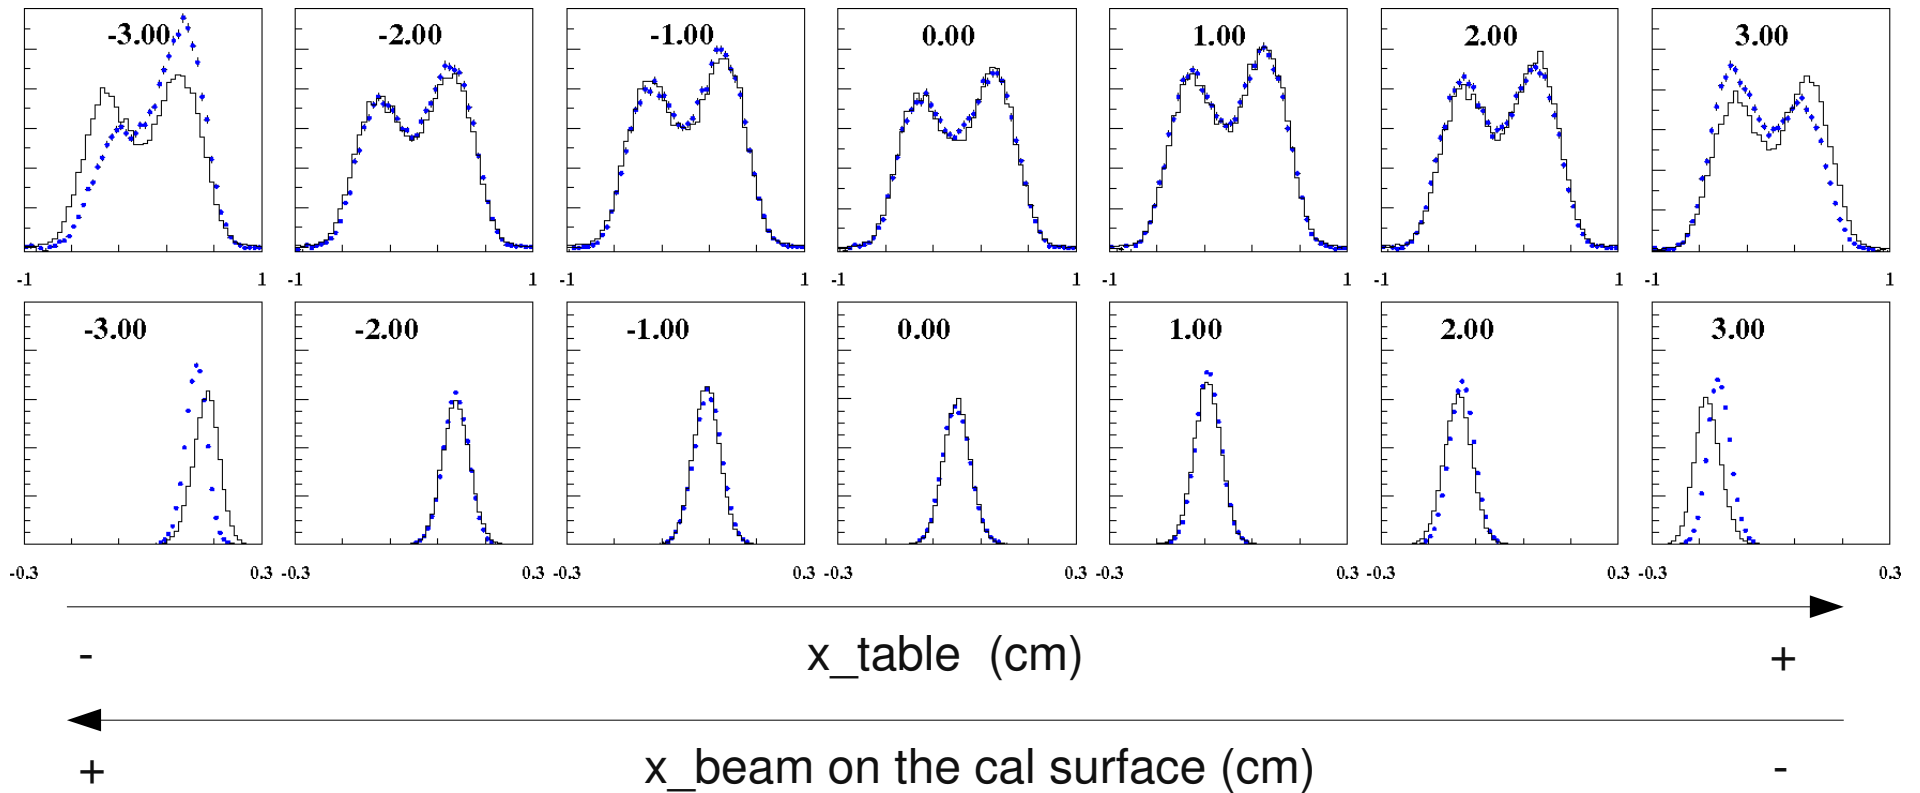 -3.00 -2.00 -1.00 0.00 1.00 2.00 3.00
-1 1 -1 1 -1 1 -1 1 -1 1 -1 1 -1 1
-3.00 -2.00 -1.00 0.00 1.00 2.00 3.00
-0.3 0.3 -0.3 0.3 -0.3 0.3 -0.3 0.3 -0.3 0.3 -0.3 0.3 -0.3 0.3
- x_table (cm) +
+ x_beam on the cal surface (cm) -